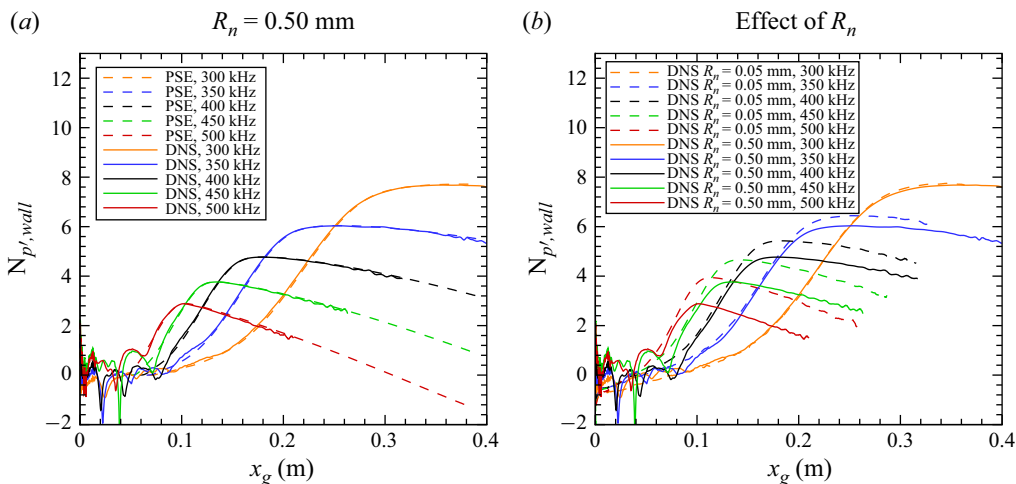 (a) R_n = 0.50 mm
12
10
8
6
4
2
0
−2
N_p′,wall
PSE, 300 kHz
PSE, 350 kHz
PSE, 400 kHz
PSE, 450 kHz
PSE, 500 kHz
DNS, 300 kHz
DNS, 350 kHz
DNS, 400 kHz
DNS, 450 kHz
DNS, 500 kHz
0 0.1 0.2 0.3 0.4
x_g (m)
(b) Effect of R_n
12
10
8
6
4
2
0
−2
N_p′,wall
DNS R_n = 0.05 mm, 300 kHz
DNS R_n = 0.05 mm, 350 kHz
DNS R_n = 0.05 mm, 400 kHz
DNS R_n = 0.05 mm, 450 kHz
DNS R_n = 0.05 mm, 500 kHz
DNS R_n = 0.50 mm, 300 kHz
DNS R_n = 0.50 mm, 350 kHz
DNS R_n = 0.50 mm, 400 kHz
DNS R_n = 0.50 mm, 450 kHz
DNS R_n = 0.50 mm, 500 kHz
0 0.1 0.2 0.3 0.4
x_g (m)